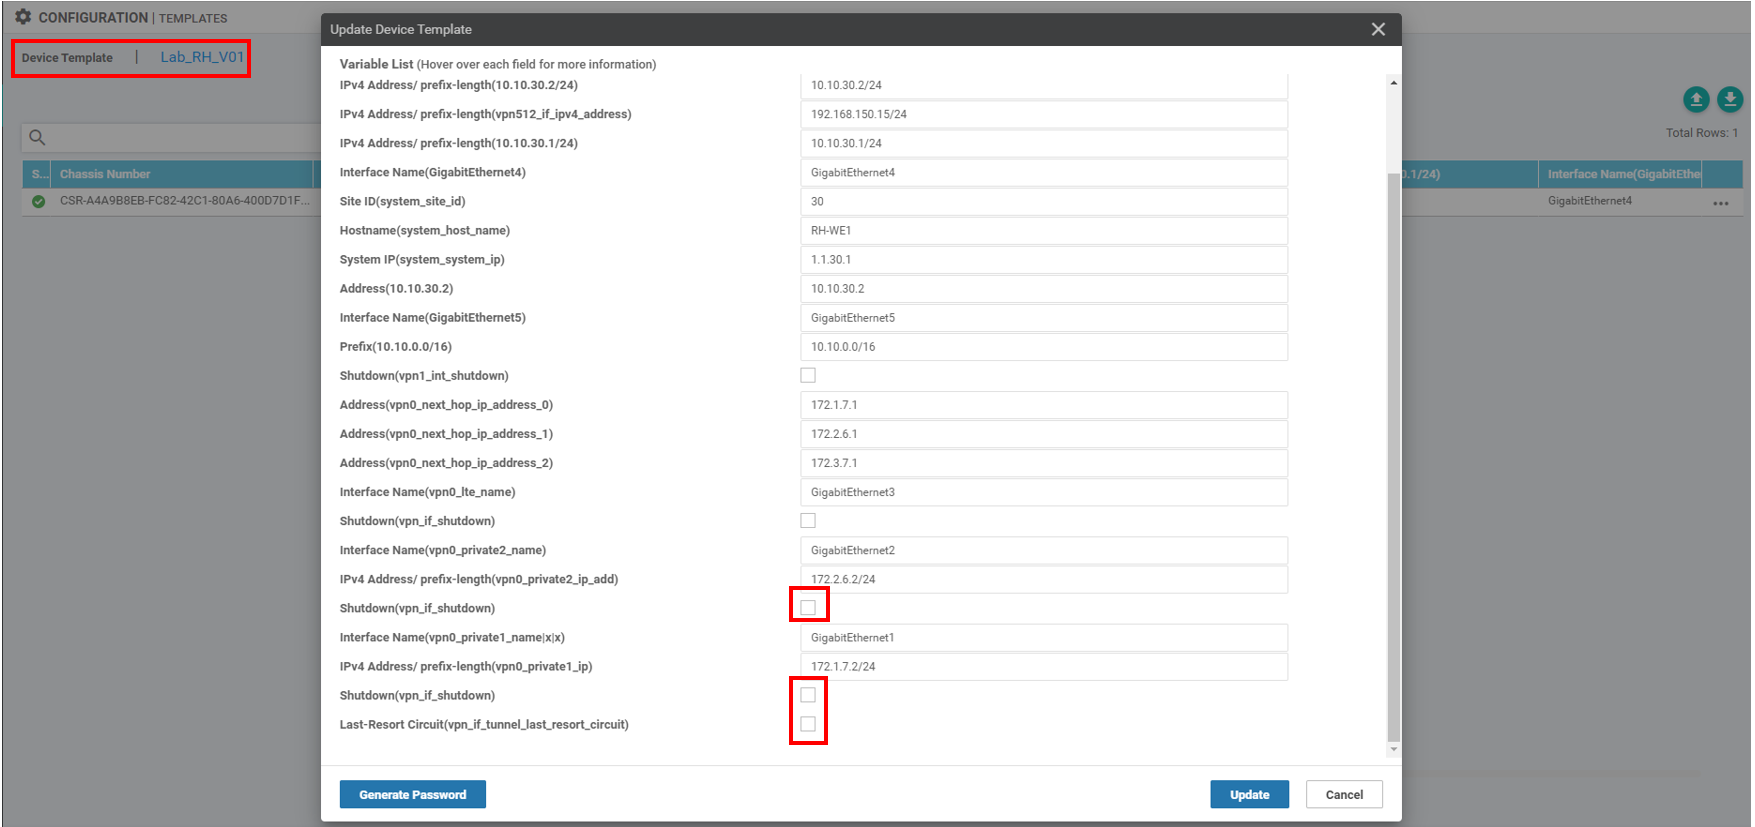 CONFIGURATION | TEMPLATES
Device Template | Lab_RH_V01
Total Rows: 1
S... Chassis Number 0.1/24) Interface Name(GigabitEthe
CSR-A4A9B8EB-FC82-42C1-80A6-400D7D1F... GigabitEthernet4 ...
Update Device Template
Variable List (Hover over each field for more information)
IPv4 Address/ prefix-length(10.10.30.2/24) 10.10.30.2/24
IPv4 Address/ prefix-length(vpn512_if_ipv4_address) 192.168.150.15/24
IPv4 Address/ prefix-length(10.10.30.1/24) 10.10.30.1/24
Interface Name(GigabitEthernet4) GigabitEthernet4
Site ID(system_site_id) 30
Hostname(system_host_name) RH-WE1
System IP(system_system_ip) 1.1.30.1
Address(10.10.30.2) 10.10.30.2
Interface Name(GigabitEthernet5) GigabitEthernet5
Prefix(10.10.0.0/16) 10.10.0.0/16
Shutdown(vpn1_int_shutdown)
Address(vpn0_next_hop_ip_address_0) 172.1.7.1
Address(vpn0_next_hop_ip_address_1) 172.2.6.1
Address(vpn0_next_hop_ip_address_2) 172.3.7.1
Interface Name(vpn0_lte_name) GigabitEthernet3
Shutdown(vpn_if_shutdown)
Interface Name(vpn0_private2_name) GigabitEthernet2
IPv4 Address/ prefix-length(vpn0_private2_ip_add) 172.2.6.2/24
Shutdown(vpn_if_shutdown)
Interface Name(vpn0_private1_name|x|x) GigabitEthernet1
IPv4 Address/ prefix-length(vpn0_private1_ip) 172.1.7.2/24
Shutdown(vpn_if_shutdown)
Last-Resort Circuit(vpn_if_tunnel_last_resort_circuit)
Generate Password Update Cancel